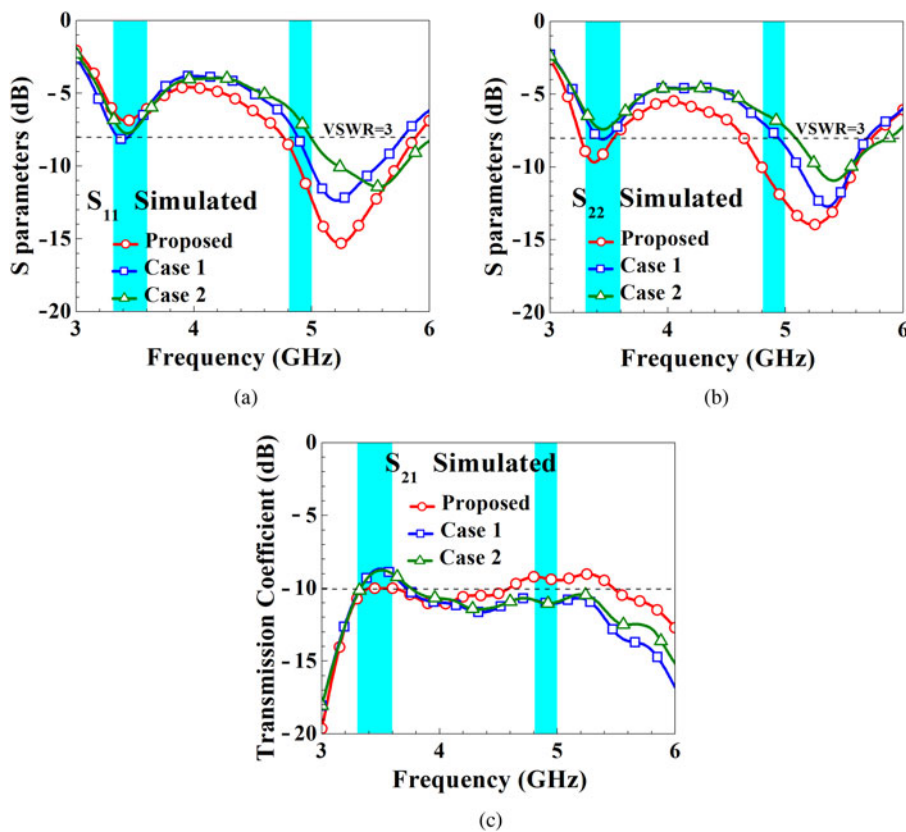 0
−5
−10
−15
−20
S parameters (dB)
VSWR=3
S11 Simulated
Proposed
Case 1
Case 2
3 4 5 6
Frequency (GHz)
(a)
0
−5
−10
−15
−20
S parameters (dB)
VSWR=3
S22 Simulated
Proposed
Case 1
Case 2
3 4 5 6
Frequency (GHz)
(b)
0
−5
−10
−15
−20
Transmission Coefficient (dB)
S21 Simulated
Proposed
Case 1
Case 2
3 4 5 6
Frequency (GHz)
(c)